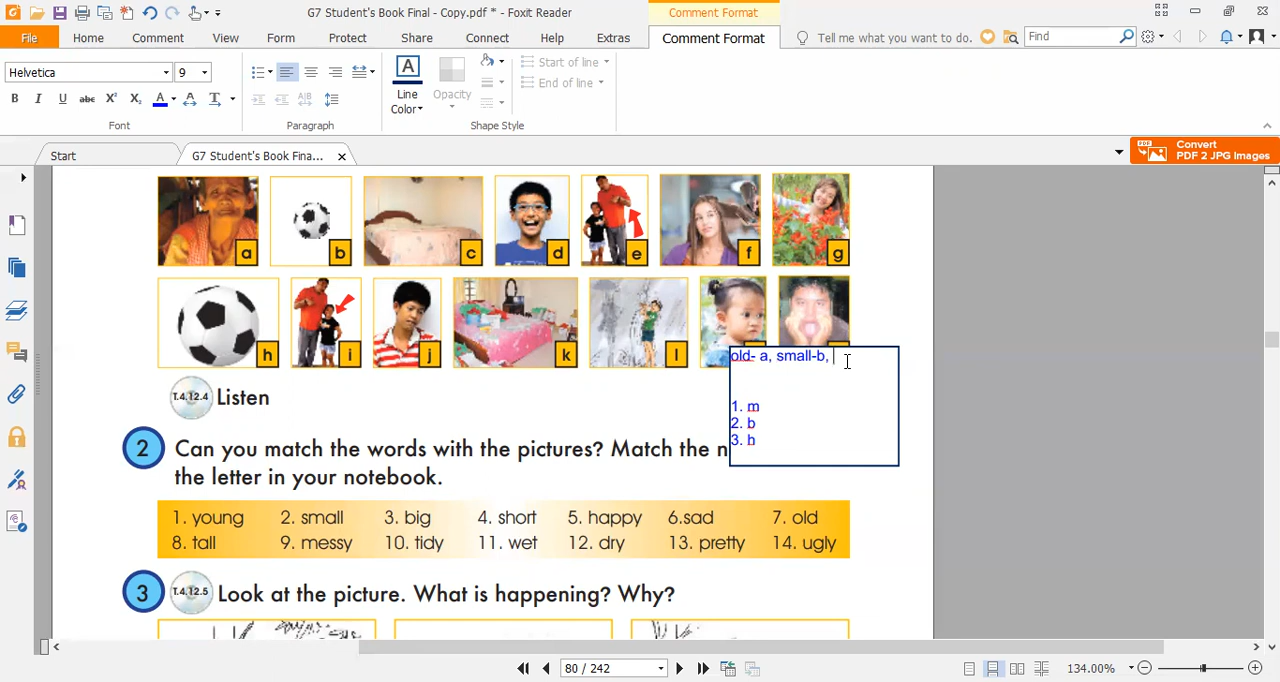 G7 Student's Book Final - Copy.pdf * - Foxit Reader
Comment Format
File Home Comment View Form Protect Share Connect Help Extras Comment Format Tell me what you want to do. Find
Helvetica 9
Start of line
End of line
B I U abc X² X₂ A A T
Line Color
Opacity
Font Paragraph Shape Style
Start G7 Student's Book Fina... × Convert PDF 2 JPG Images
a b c d e f g
h i j k l
old- a, small-b,
1. m
2. b
3. h
T.4.12.4 Listen
2 Can you match the words with the pictures? Match the n
the letter in your notebook.
1. young 2. small 3. big 4. short 5. happy 6.sad 7. old
8. tall 9. messy 10. tidy 11. wet 12. dry 13. pretty 14. ugly
3 T.4.12.5 Look at the picture. What is happening? Why?
80 / 242 134.00%